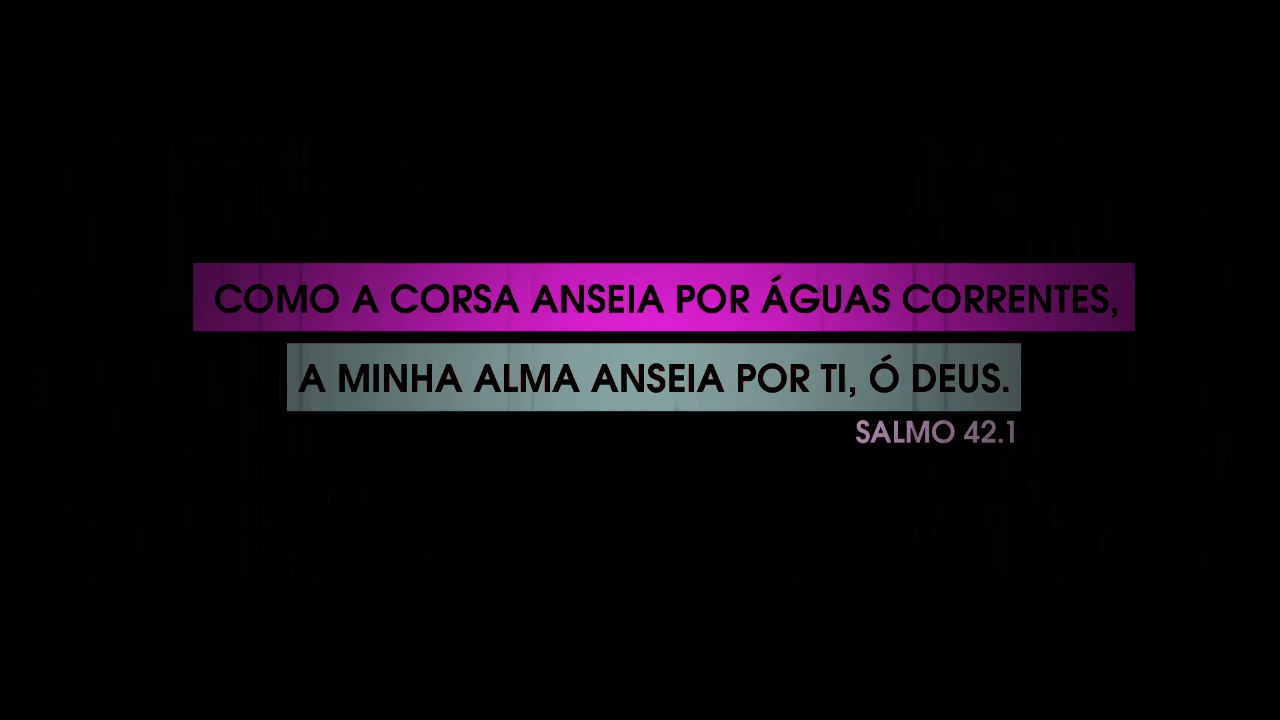 COMO A CORSA ANSEIA POR ÁGUAS CORRENTES,
A MINHA ALMA ANSEIA POR TI, Ó DEUS.
SALMO 42.1